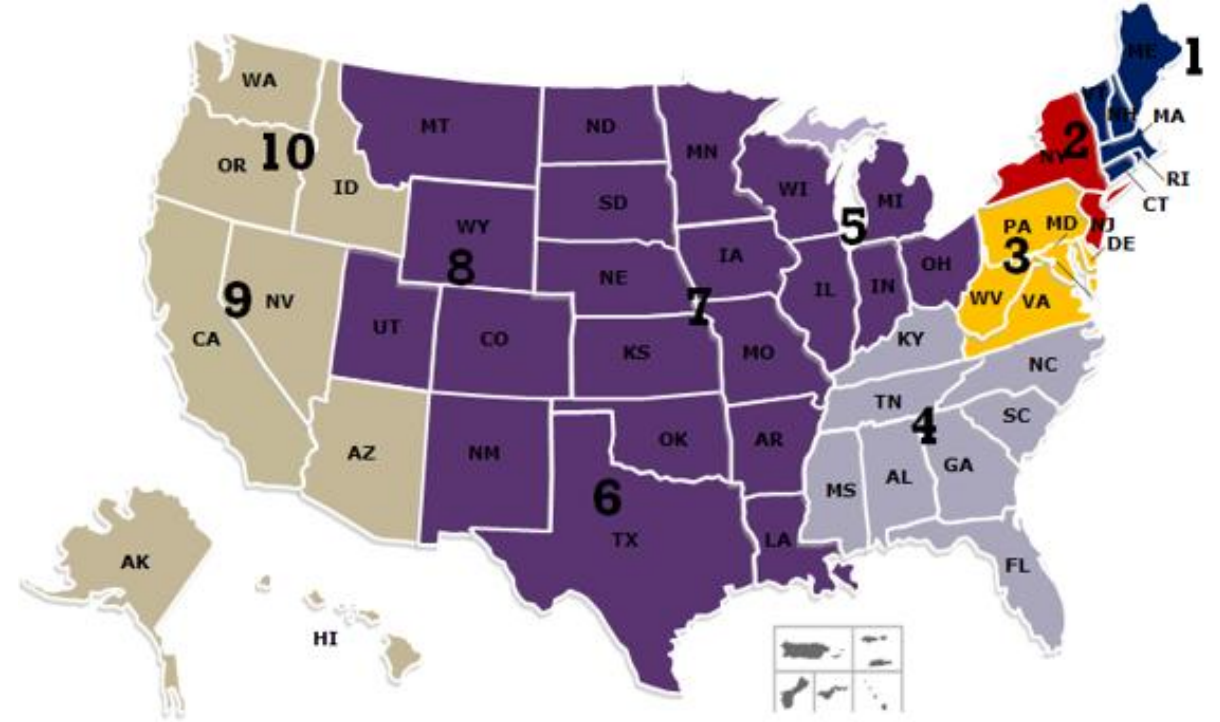 ME
1
WA
VT
NH
MA
MT
ND
MN
OR
10
ID
2
NY
RI
CT
WI
MI
SD
WY
5
PA
MD
NJ
DE
3
8
NE
IA
OH
IL
IN
WV
VA
9
NV
7
CA
UT
CO
KS
MO
KY
NC
TN
SC
4
AZ
NM
OK
AR
GA
AL
MS
6
TX
LA
AK
FL
HI